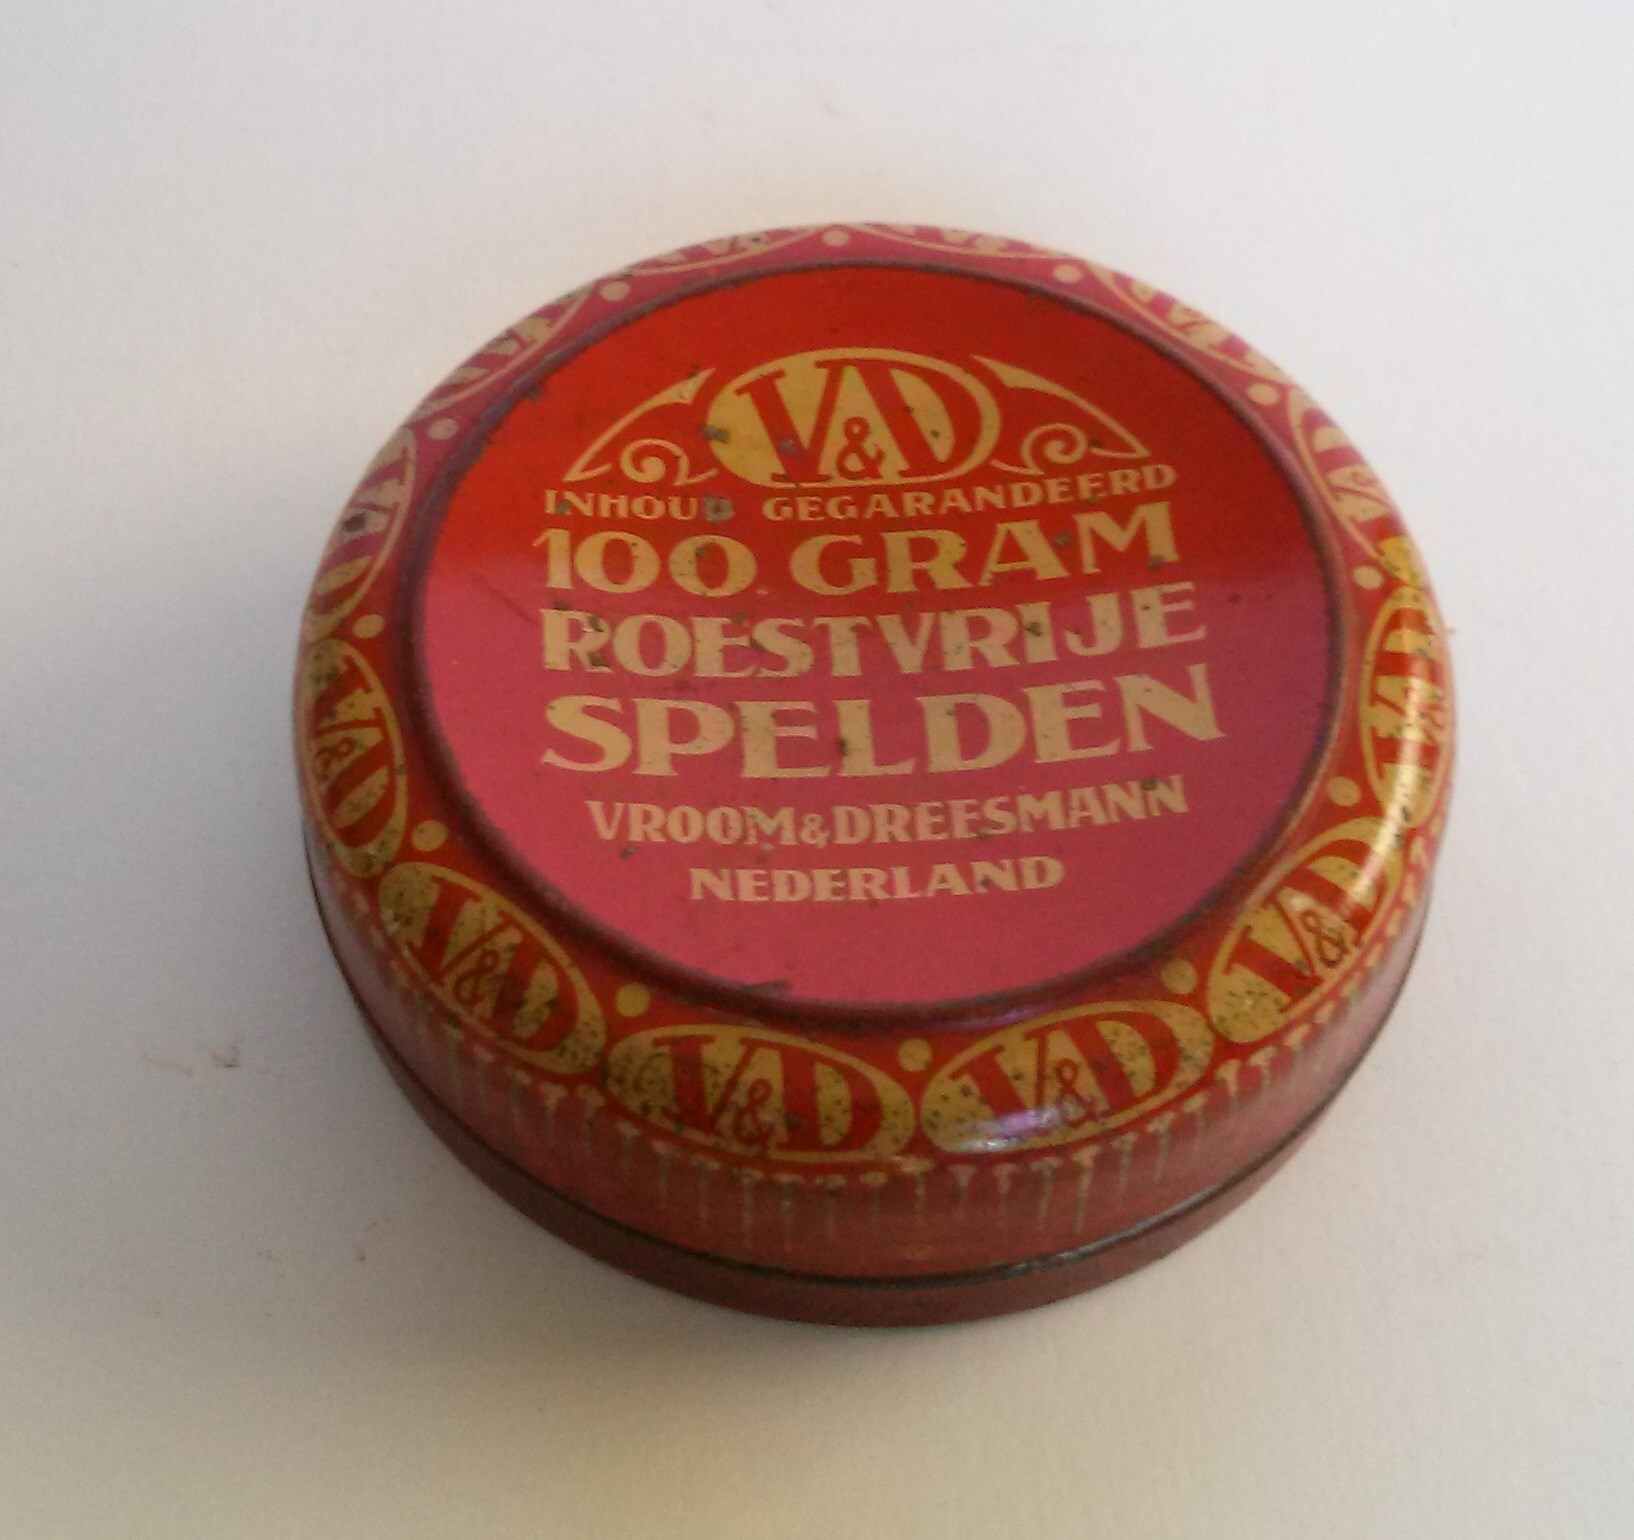 V&D
INHOUD GEGARANDEERD
100 GRAM
ROESTVRIJE
SPELDEN
VROOM&DREESMANN
NEDERLAND
V&D
V&D
V&D
V&D
V&D
V&D
V&D